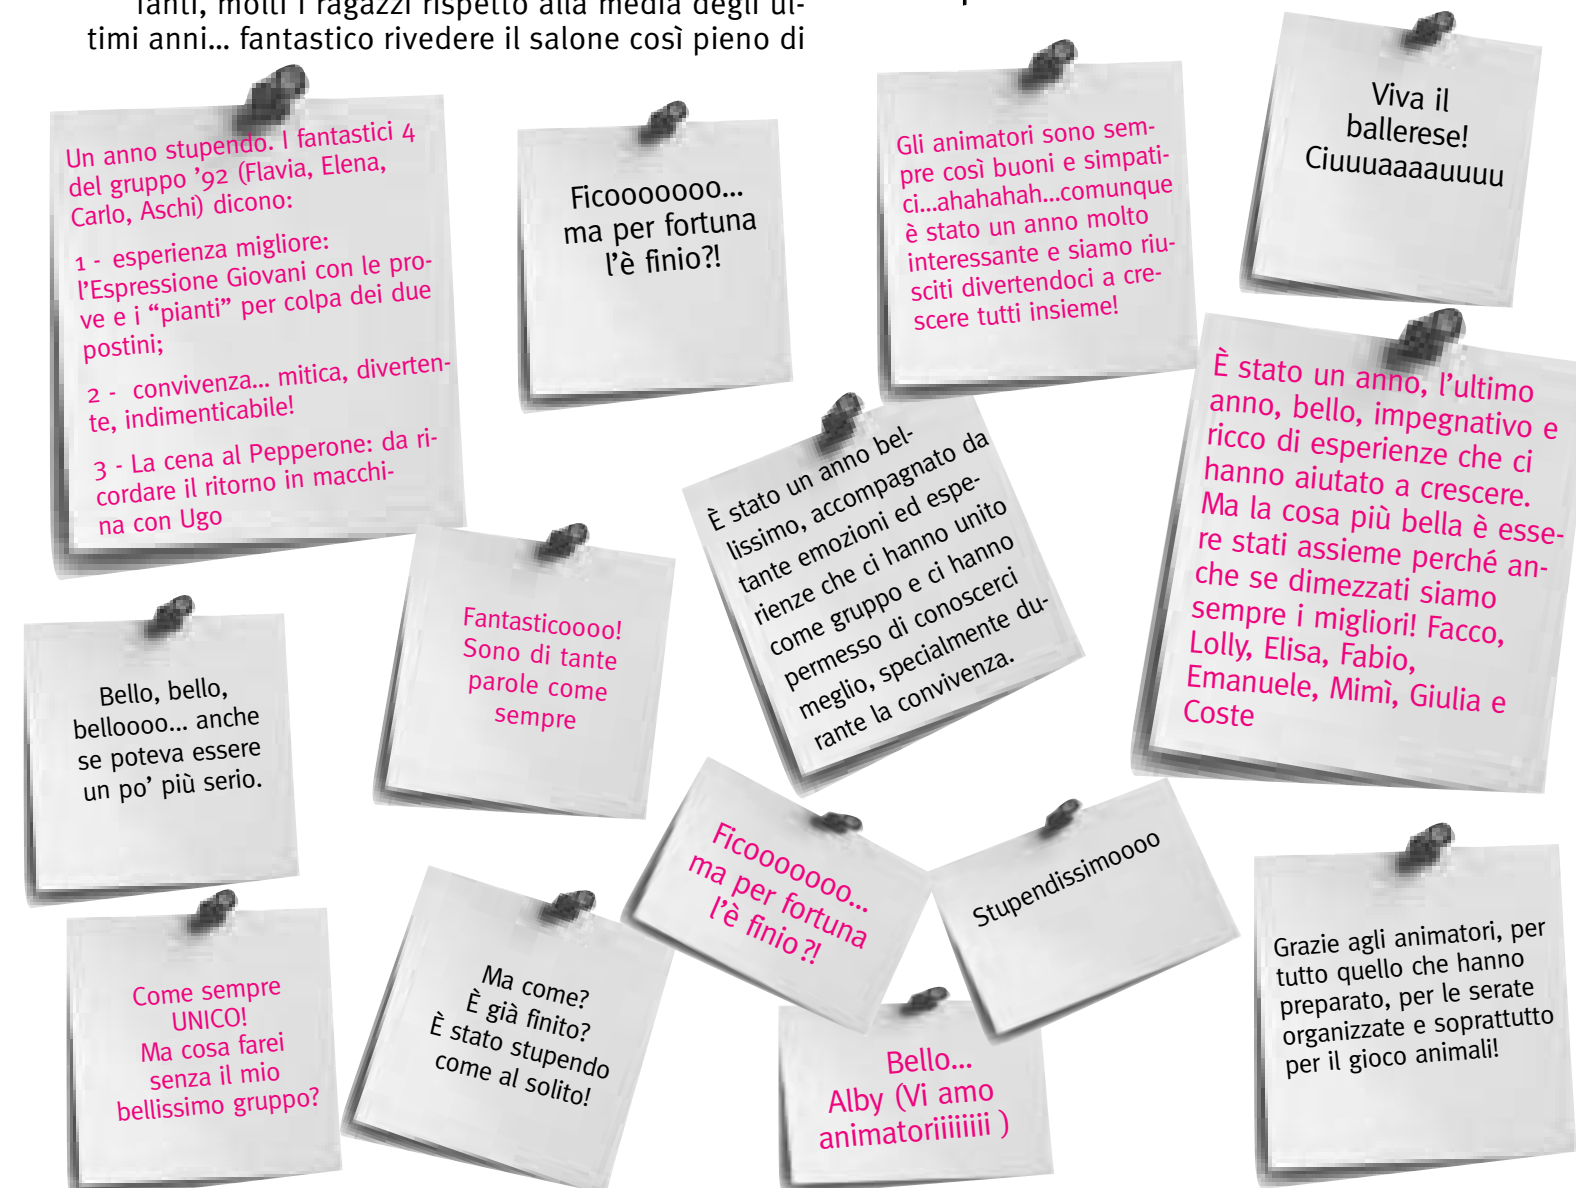 fanti, molti i ragazzi rispetto alla media degli ul-
timi anni... fantastico rivedere il salone così pieno di
Un anno stupendo. I fantastici 4
del gruppo ’92 (Flavia, Elena,
Carlo, Aschi) dicono:
1 - esperienza migliore:
l’Espressione Giovani con le pro-
ve e i “pianti” per colpa dei due
postini;
2 - convivenza... mitica, diverten-
te, indimenticabile!
3 - La cena al Pepperone: da ri-
cordare il ritorno in macchi-
na con Ugo
Ficooooooo...
ma per fortuna
l’è finio?!
Gli animatori sono sem-
pre così buoni e simpati-
ci...ahahahah...comunque
è stato un anno molto
interessante e siamo riu-
sciti divertendoci a cre-
scere tutti insieme!
Viva il
ballerese!
Ciuuuaaaauuuu
È stato un anno bel-
lissimo, accompagnato da
tante emozioni ed espe-
rienze che ci hanno unito
come gruppo e ci hanno
permesso di conoscerci
meglio, specialmente du-
rante la convivenza.
È stato un anno, l’ultimo
anno, bello, impegnativo e
ricco di esperienze che ci
hanno aiutato a crescere.
Ma la cosa più bella è esse-
re stati assieme perché an-
che se dimezzati siamo
sempre i migliori! Facco,
Lolly, Elisa, Fabio,
Emanuele, Mimì, Giulia e
Coste
Bello, bello,
belloooo... anche
se poteva essere
un po’ più serio.
Fantasticoooo!
Sono di tante
parole come
sempre
Ficooooooo...
ma per fortuna
l’è finio?!
Stupendissimoooo
Come sempre
UNICO!
Ma cosa farei
senza il mio
bellissimo gruppo?
Ma come?
È già finito?
È stato stupendo
come al solito!
Bello...
Alby (Vi amo
animatoriiiiiiii )
Grazie agli animatori, per
tutto quello che hanno
preparato, per le serate
organizzate e soprattutto
per il gioco animali!